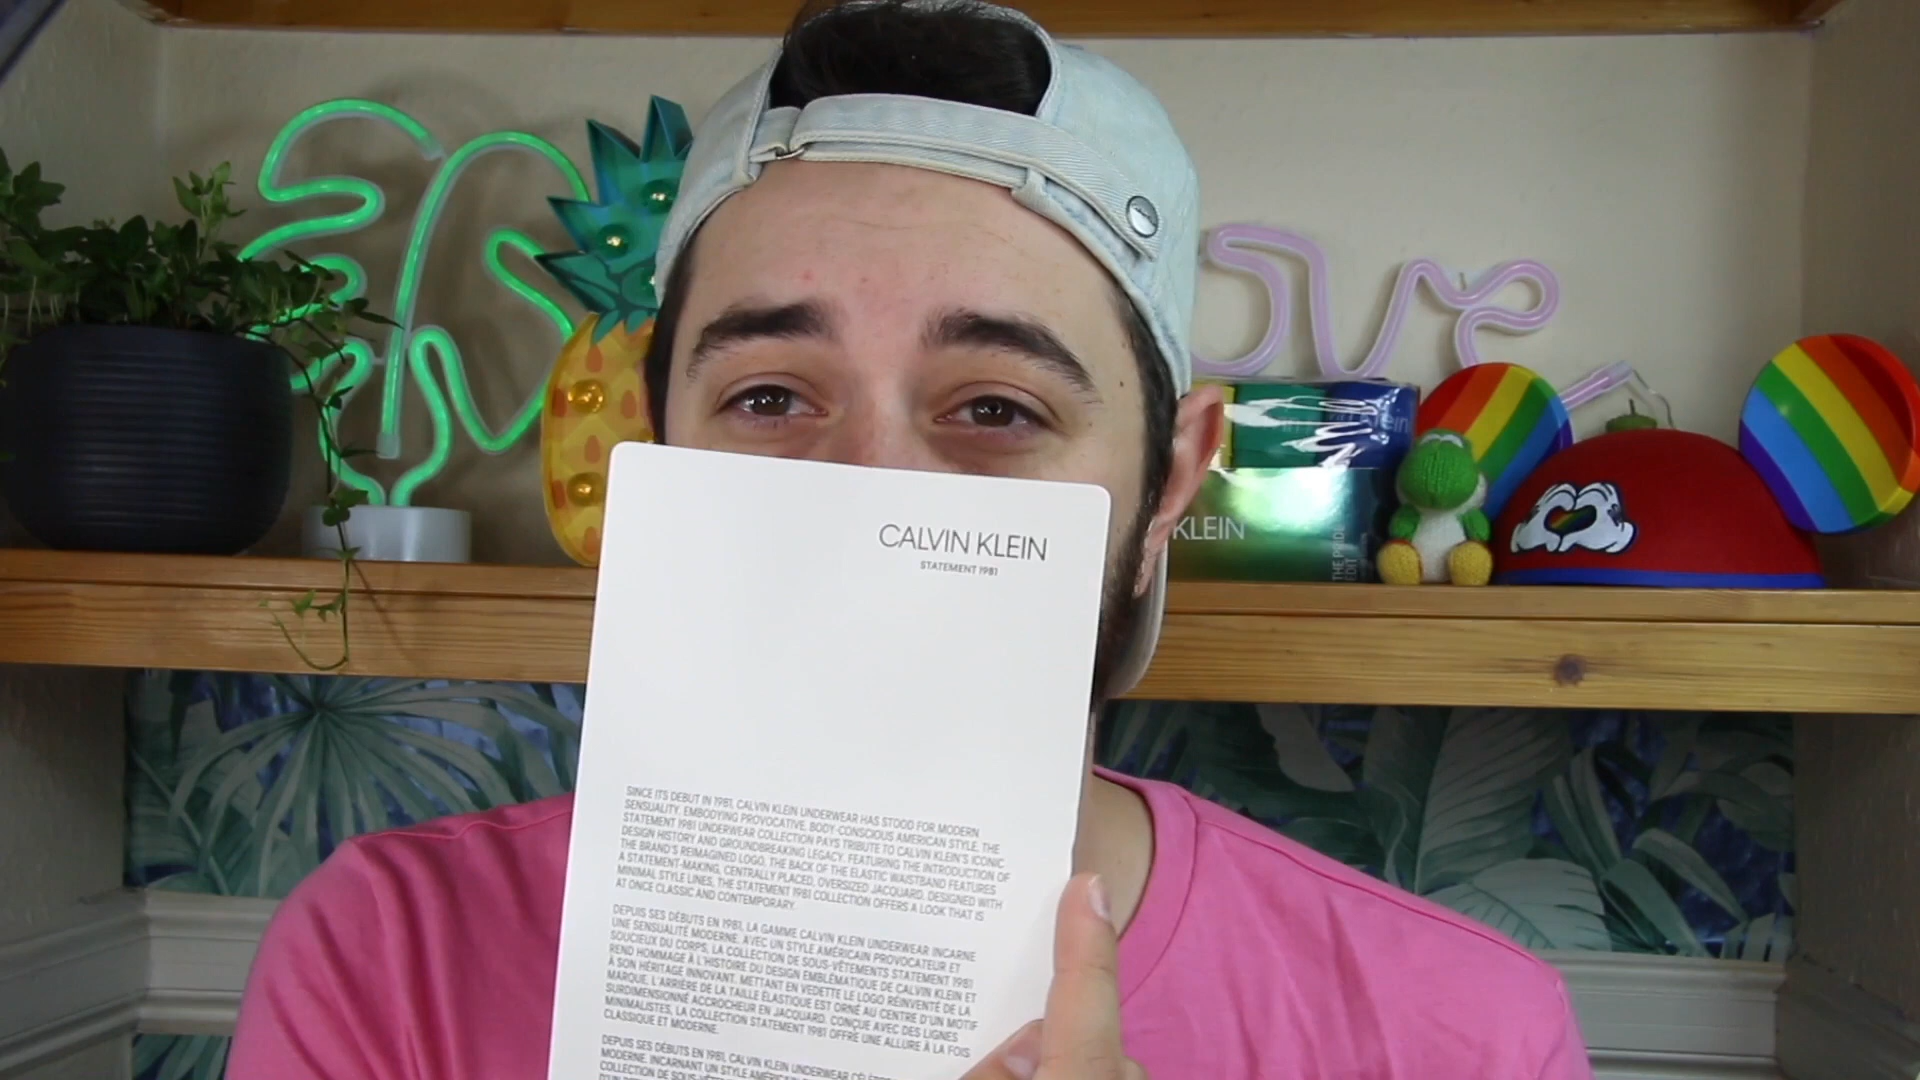 CALVIN KLEIN
STATEMENT 1981
SINCE ITS DEBUT IN 1981, CALVIN KLEIN UNDERWEAR HAS STOOD FOR MODERN
SENSUALITY. EMBODYING PROVOCATIVE, BODY-CONSCIOUS AMERICAN STYLE, THE
STATEMENT 1981 UNDERWEAR COLLECTION PAYS TRIBUTE TO CALVIN KLEIN'S ICONIC
DESIGN HISTORY AND GROUNDBREAKING LEGACY. FEATURING THE INTRODUCTION OF
THE BRAND'S REIMAGINED LOGO, THE BACK OF THE ELASTIC WAISTBAND FEATURES
A STATEMENT-MAKING, CENTRALLY PLACED, OVERSIZED JACQUARD. DESIGNED WITH
MINIMAL STYLE LINES, THE STATEMENT 1981 COLLECTION OFFERS A LOOK THAT IS
AT ONCE CLASSIC AND CONTEMPORARY.
DEPUIS SES DÉBUTS EN 1981, LA GAMME CALVIN KLEIN UNDERWEAR INCARNE
UNE SENSUALITÉ MODERNE. AVEC UN STYLE AMÉRICAIN PROVOCATEUR ET
SOUCIEUX DU CORPS, LA COLLECTION DE SOUS-VÊTEMENTS STATEMENT 1981
REND HOMMAGE À L'HISTOIRE DU DESIGN EMBLÉMATIQUE DE CALVIN KLEIN ET
À SON HÉRITAGE INNOVANT. METTANT EN VEDETTE LE LOGO RÉINVENTÉ DE LA
MARQUE, L'ARRIÈRE DE LA TAILLE ÉLASTIQUE EST ORNÉ AU CENTRE D'UN MOTIF
SURDIMENSIONNÉ ACCROCHEUR EN JACQUARD. CONÇUE AVEC DES LIGNES
MINIMALISTES, LA COLLECTION STATEMENT 1981 OFFRE UNE ALLURE À LA FOIS
CLASSIQUE ET MODERNE.
DEPUIS SES DÉBUTS EN 1981, CALVIN KLEIN UNDERWEAR
MODERNE. INCARNANT UN STYLE
COLLECTION DE
ove
KLEIN
THE PRIDE
EDIT